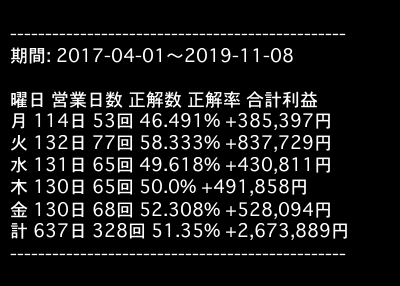 ------------------------------------------------
期間: 2017-04-01〜2019-11-08
曜日 営業日数 正解数 正解率 合計利益
月 114日 53回 46.491% +385,397円
火 132日 77回 58.333% +837,729円
水 131日 65回 49.618% +430,811円
木 130日 65回 50.0% +491,858円
金 130日 68回 52.308% +528,094円
計 637日 328回 51.35% +2,673,889円
------------------------------------------------